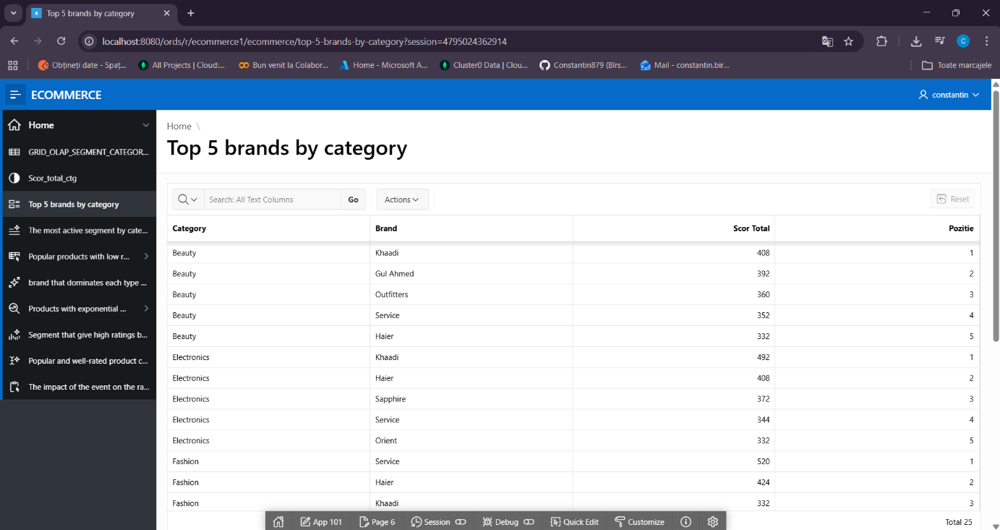 Top 5 brands by category
localhost:8080/ords/r/ecommerce1/ecommerce/top-5-brands-by-category?session=4795024362914
C
Obțineți date - Spaț... All Projects | Cloud:... Bun venit la Colabor... Home - Microsoft A... Cluster0 Data | Clou... Constantin879 (Bîrs... Mail - constantin.bir... Toate marcajele
ECOMMERCE constantin
Home
GRID_OLAP_SEGMENT_CATEGOR...
Scor_total_ctg
Top 5 brands by category
The most active segment by cate...
Popular products with low r...
brand that dominates each type ...
Products with exponential ...
Segment that give high ratings b...
Popular and well-rated product c...
The impact of the event on the ra...
Home \
Top 5 brands by category
Search: All Text Columns Go Actions Reset
Category Brand Scor Total Pozitie
Beauty Khaadi 408 1
Beauty Gul Ahmed 392 2
Beauty Outfitters 360 3
Beauty Service 352 4
Beauty Haier 332 5
Electronics Khaadi 492 1
Electronics Haier 408 2
Electronics Sapphire 372 3
Electronics Service 344 4
Electronics Orient 332 5
Fashion Service 520 1
Fashion Haier 424 2
Fashion Khaadi 332 3
App 101 Page 6 Session Debug Quick Edit Customize
Total 25